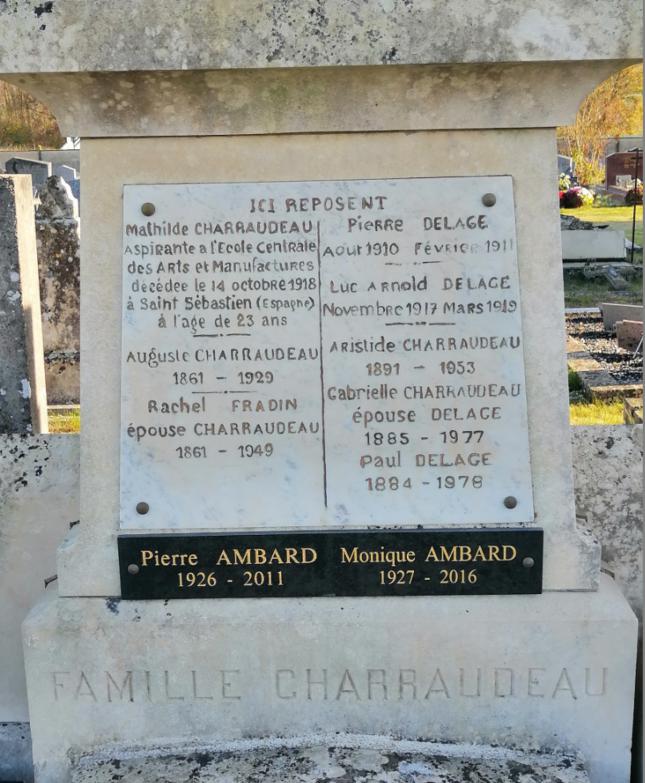 ICI REPOSENT
Mathilde CHARRAUDEAU
Aspirante a l'Ecole Centrale
des Arts et Manufactures
décédée le 14 octobre 1918
à Saint Sébastien (Espagne)
à l'age de 23 ans
Auguste CHARRAUDEAU
1861 - 1929
Rachel FRADIN
épouse CHARRAUDEAU
1861 - 1949
Pierre DELAGE
Aout 1910 Février 1911
Luc Arnold DELAGE
Novembre 1917 Mars 1919
Aristide CHARRAUDEAU
1891 - 1953
Gabrielle CHARRAUDEAU
épouse DELAGE
1885 - 1977
Paul DELAGE
1884 - 1978
Pierre AMBARD
1926 - 2011
Monique AMBARD
1927 - 2016
FAMILLE CHARRAUDEAU